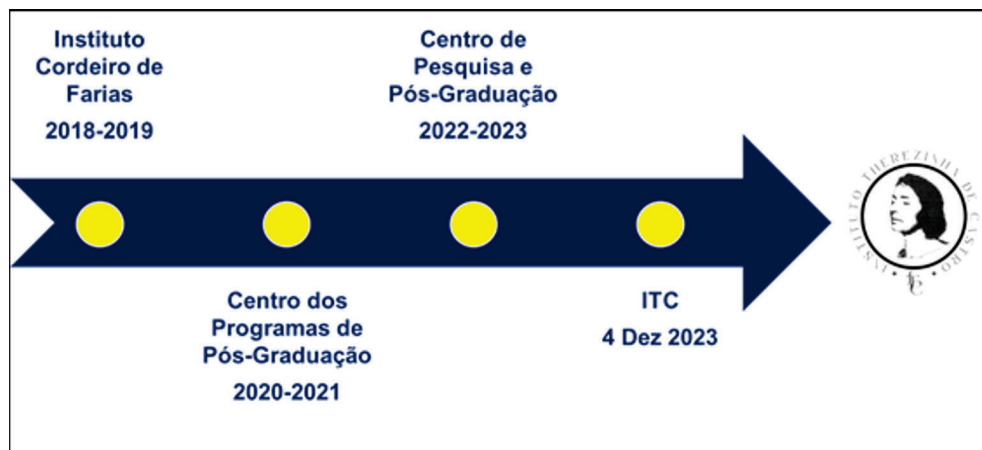 Instituto
Cordeiro de
Farias
2018-2019
Centro dos
Programas de
Pós-Graduação
2020-2021
Centro de
Pesquisa e
Pós-Graduação
2022-2023
ITC
4 Dez 2023
INSTITUTO THEREZINHA DE CASTRO